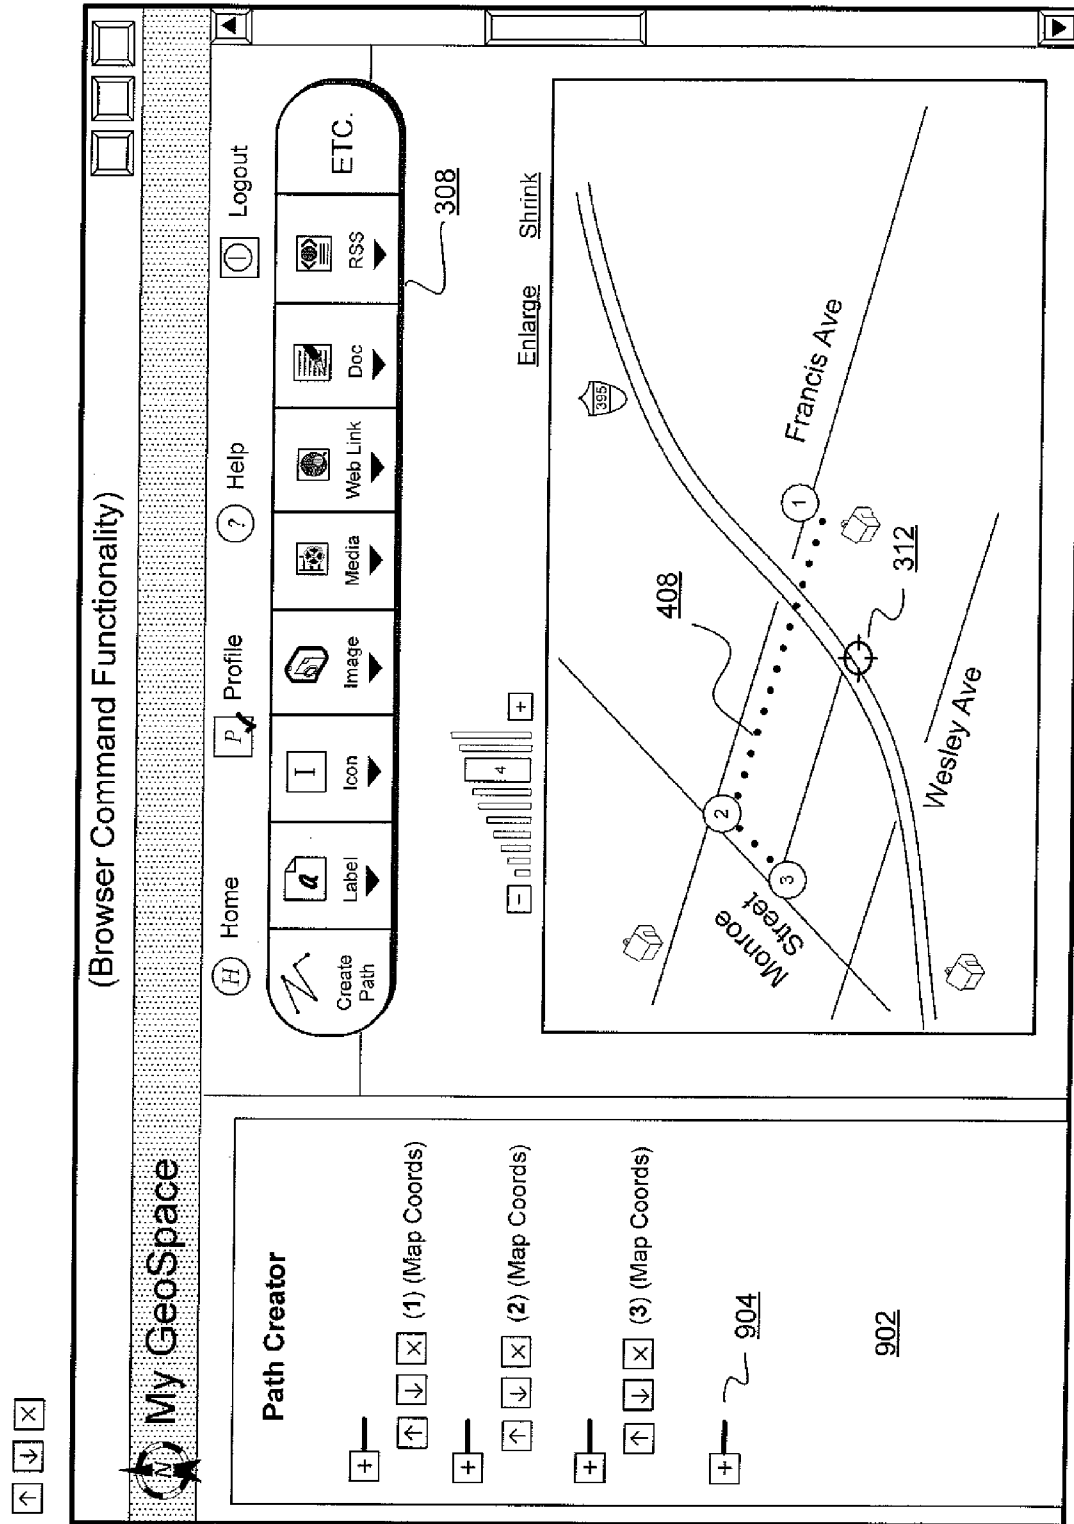 (Browser Command Functionality)
N My GeoSpace
H Home
P Profile
? Help
Logout
Create Path
a Label
I Icon
Image
Media
Web Link
Doc
RSS
ETC.
308
Path Creator
+
↑ ↓ × (1) (Map Coords)
+
↑ ↓ × (2) (Map Coords)
+
↑ ↓ × (3) (Map Coords)
+
904
902
− 4 +
Enlarge Shrink
395
408
1
2
3
Francis Ave
312
Monroe
Street
Wesley Ave
↑ ↓ ×